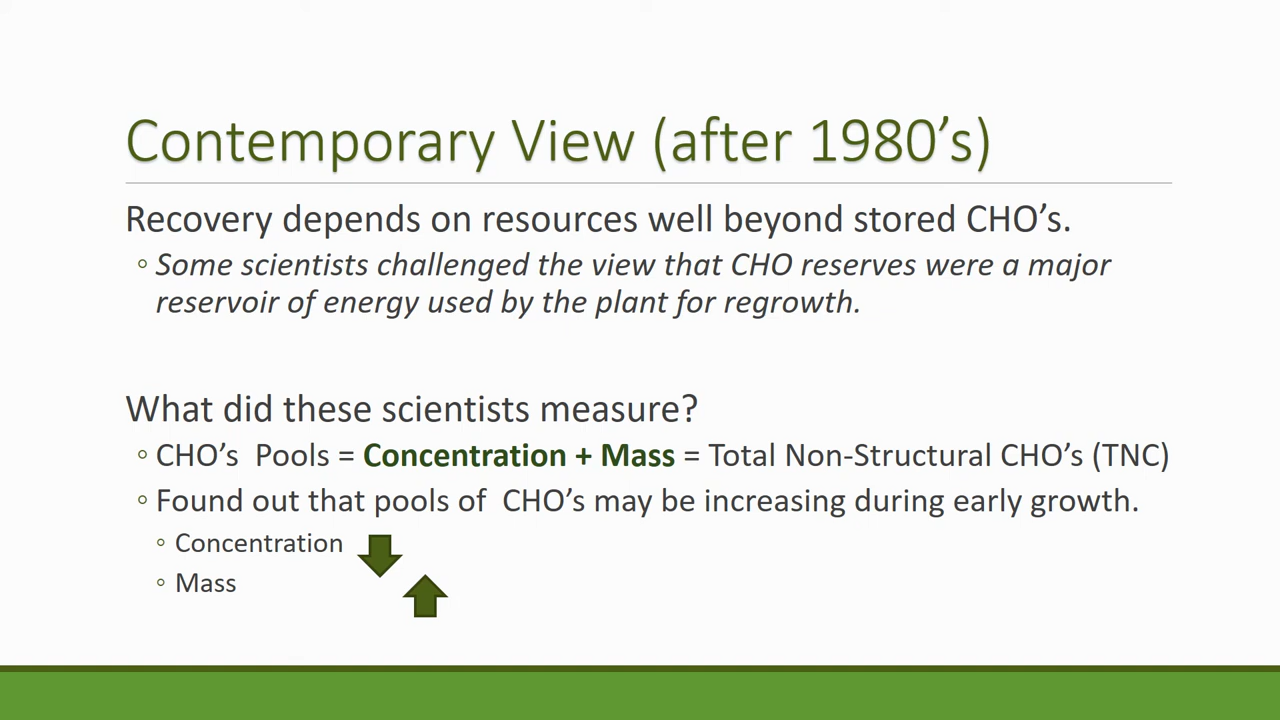 Contemporary View (after 1980’s)
Recovery depends on resources well beyond stored CHO’s.
◦ Some scientists challenged the view that CHO reserves were a major
reservoir of energy used by the plant for regrowth.
What did these scientists measure?
◦ CHO’s  Pools = Concentration + Mass = Total Non-Structural CHO’s (TNC)
◦ Found out that pools of  CHO’s may be increasing during early growth.
◦ Concentration
◦ Mass